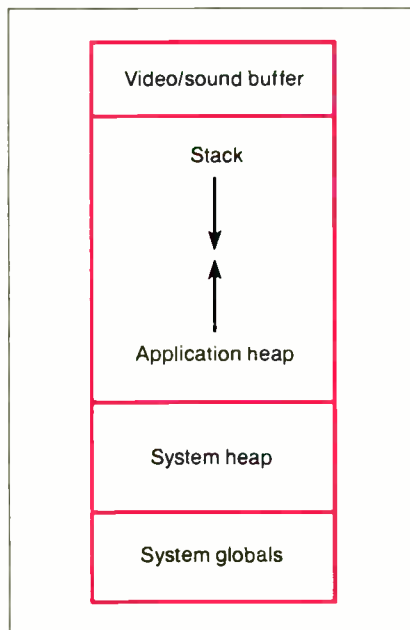 Video/sound buffer
Stack
Application heap
System heap
System globals